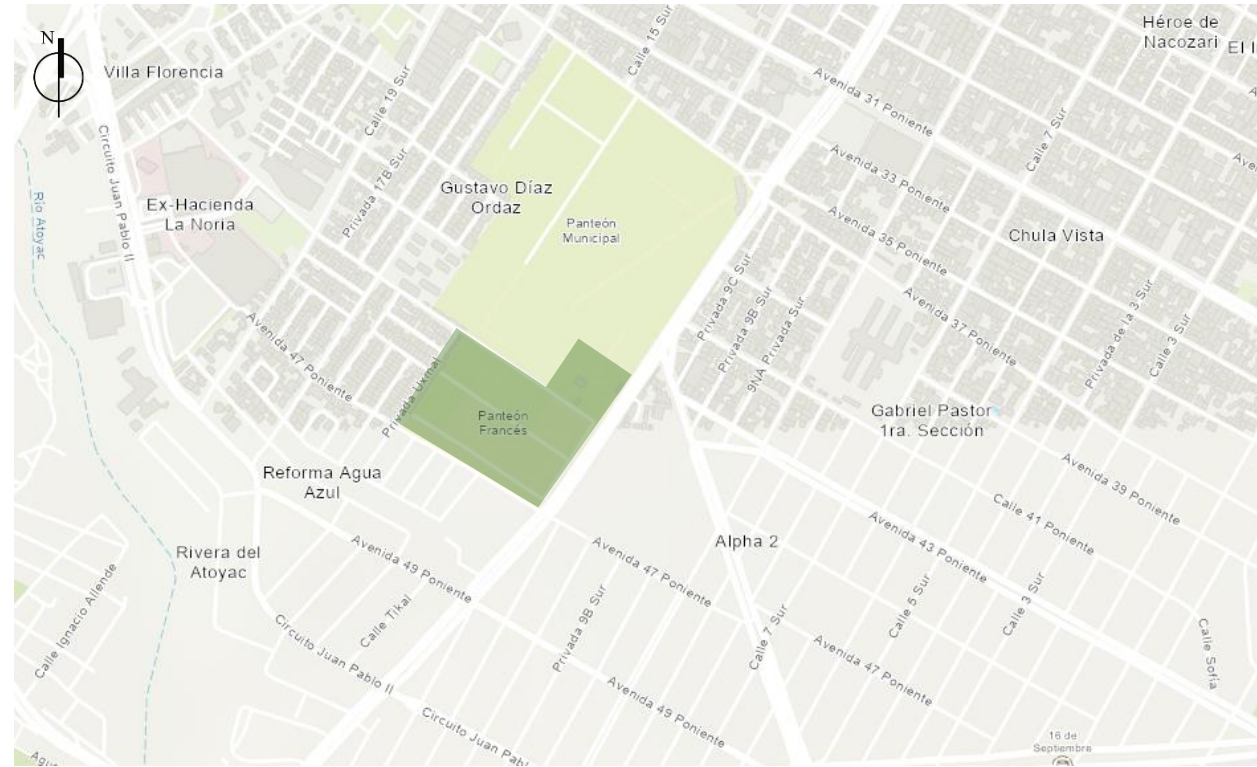 N
Villa Florencia
Calle 19 Sur
Calle 15 Sur
Héroe de
Nacozari
Avenida 31 Poniente
Calle 7 Sur
Circuito Juan Pablo II
Privada 17B Sur
Avenida 33 Poniente
Río Atoyac
Ex-Hacienda
La Noria
Gustavo Díaz
Ordaz
Panteón
Municipal
Avenida 35 Poniente
Chula Vista
Privada 9C Sur
Privada 9B Sur
9NA Privada Sur
Avenida 37 Poniente
Privada de la 3 Sur
Calle 3 Sur
Avenida 47 Poniente
Privada Uxmal
Panteón
Francés
Gabriel Pastor
1ra. Sección
Reforma Agua
Azul
Avenida 39 Poniente
Calle 41 Poniente
Avenida 43 Poniente
Alpha 2
Rivera del
Atoyac
Avenida 49 Poniente
Avenida 47 Poniente
Calle Ignacio Allende
Calle Tikal
Privada 9B Sur
Calle 7 Sur
Calle 5 Sur
Calle 3 Sur
Calle Sofía
Circuito Juan Pablo II
Avenida 47 Poniente
Avenida 49 Poniente
Circuito Juan Pabl
16 de
Septiembre